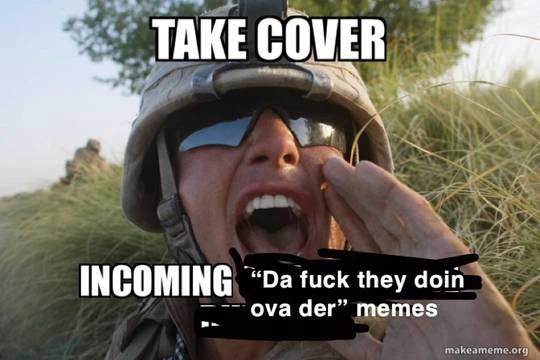 TAKE COVER
INCOMING “Da fuck they doin
ova der” memes
makeameme.org